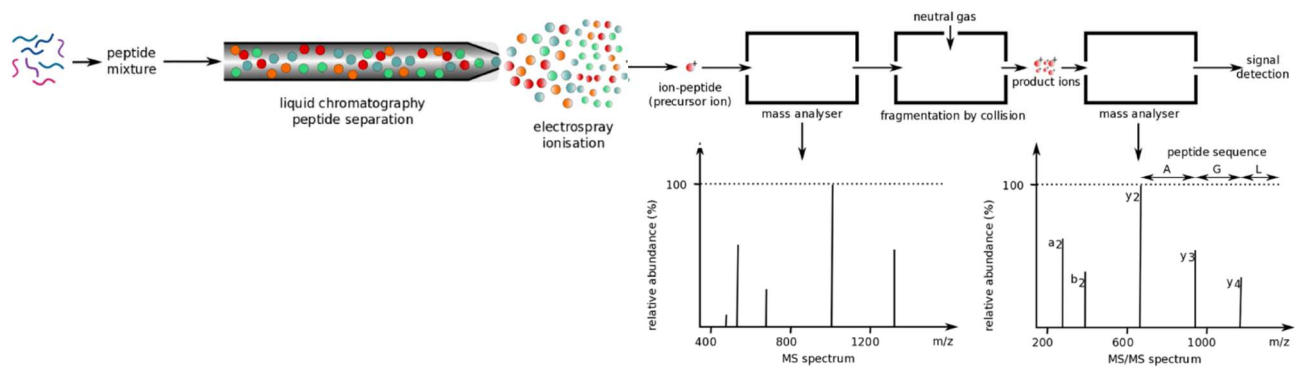 peptide
mixture
liquid chromatography
peptide separation
electrospray
ionisation
ion-peptide
(precursor ion)
mass analyser
neutral gas
fragmentation by collision
product ions
mass analyser
signal
detection
relative abundance (%)
100
400
800
1200
m/z
MS spectrum
relative abundance (%)
100
peptide sequence
A
G
L
a2
b2
y2
y3
y4
200
600
1000
m/z
MS/MS spectrum